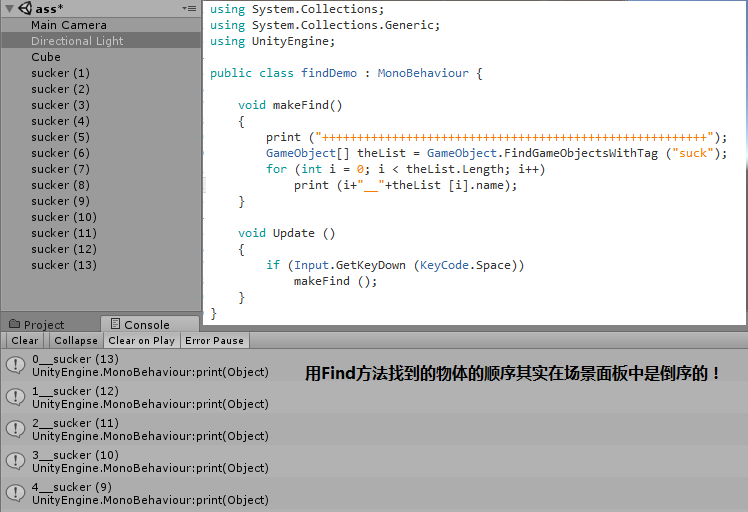 ass*
Main Camera
Directional Light
Cube
sucker (1)
sucker (2)
sucker (3)
sucker (4)
sucker (5)
sucker (6)
sucker (7)
sucker (8)
sucker (9)
sucker (10)
sucker (11)
sucker (12)
sucker (13)
using System.Collections;
using System.Collections.Generic;
using UnityEngine;
public class findDemo : MonoBehaviour {
void makeFind()
{
print ("+++++++++++++++++++++++++++++++++++++++++++++++++++++++");
GameObject[] theList = GameObject.FindGameObjectsWithTag ("suck");
for (int i = 0; i < theList.Length; i++)
print (i+"__"+theList [i].name);
}
void Update ()
{
if (Input.GetKeyDown (KeyCode.Space))
makeFind ();
}
}
Project Console
Clear Collapse Clear on Play Error Pause
0__sucker (13)
UnityEngine.MonoBehaviour:print(Object)
1__sucker (12)
UnityEngine.MonoBehaviour:print(Object)
2__sucker (11)
UnityEngine.MonoBehaviour:print(Object)
3__sucker (10)
UnityEngine.MonoBehaviour:print(Object)
4__sucker (9)
UnityEngine.MonoBehaviour:print(Object)
用Find方法找到的物体的顺序其实在场景面板中是倒序的！